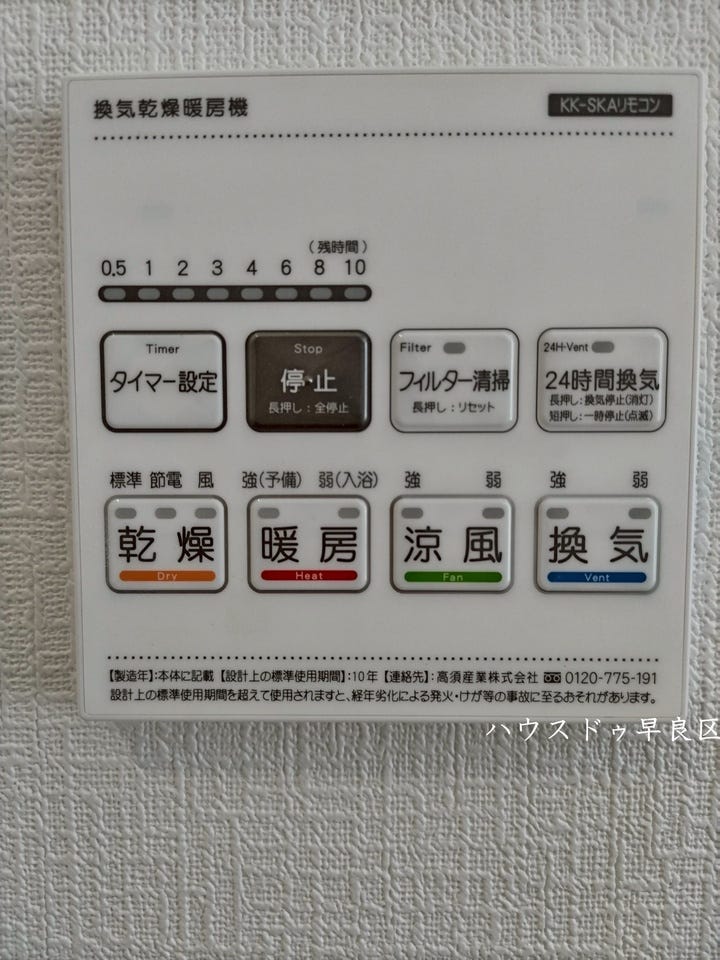 換気乾燥暖房機 KK-SKAリモコン
(残時間)
0.5 1 2 3 4 6 8 10
Timer
タイマー設定
Stop
停・止
長押し:全停止
Filter
フィルター清掃
長押し:リセット
24H-Vent
24時間換気
長押し:換気停止(消灯)
短押し:一時停止(点滅)
標準 節電 風
乾燥
Dry
強(予備) 弱(入浴)
暖房
Heat
強 弱
涼風
Fan
強 弱
換気
Vent
【製造年】:本体に記載 【設計上の標準使用期間】:10年 【連絡先】:高須産業株式会社 0120-775-191
設計上の標準使用期間を超えて使用されますと、経年劣化による発火・けが等の事故に至るおそれがあります。
ハウスドゥ早良区